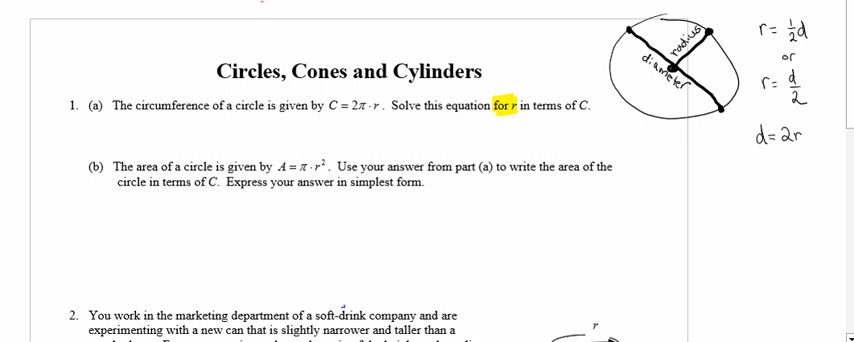 Circles, Cones and Cylinders
1. (a) The circumference of a circle is given by C = 2π · r . Solve this equation for r in terms of C.
(b) The area of a circle is given by A = π · r². Use your answer from part (a) to write the area of the
circle in terms of C. Express your answer in simplest form.
2. You work in the marketing department of a soft-drink company and are
experimenting with a new can that is slightly narrower and taller than a
r
radius
diameter
r = ½d
or
r = d/2
d = 2r